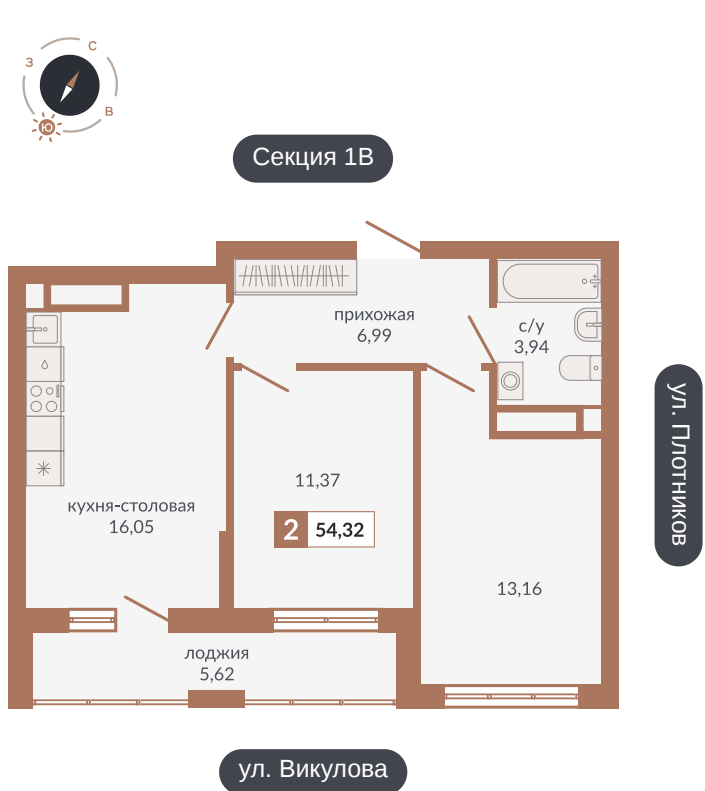 С
З
В
Ю
Секция 1В
прихожая
6,99
с/у
3,94
ул. Плотников
11,37
кухня-столовая
16,05
2 54,32
13,16
лоджия
5,62
ул. Викулова